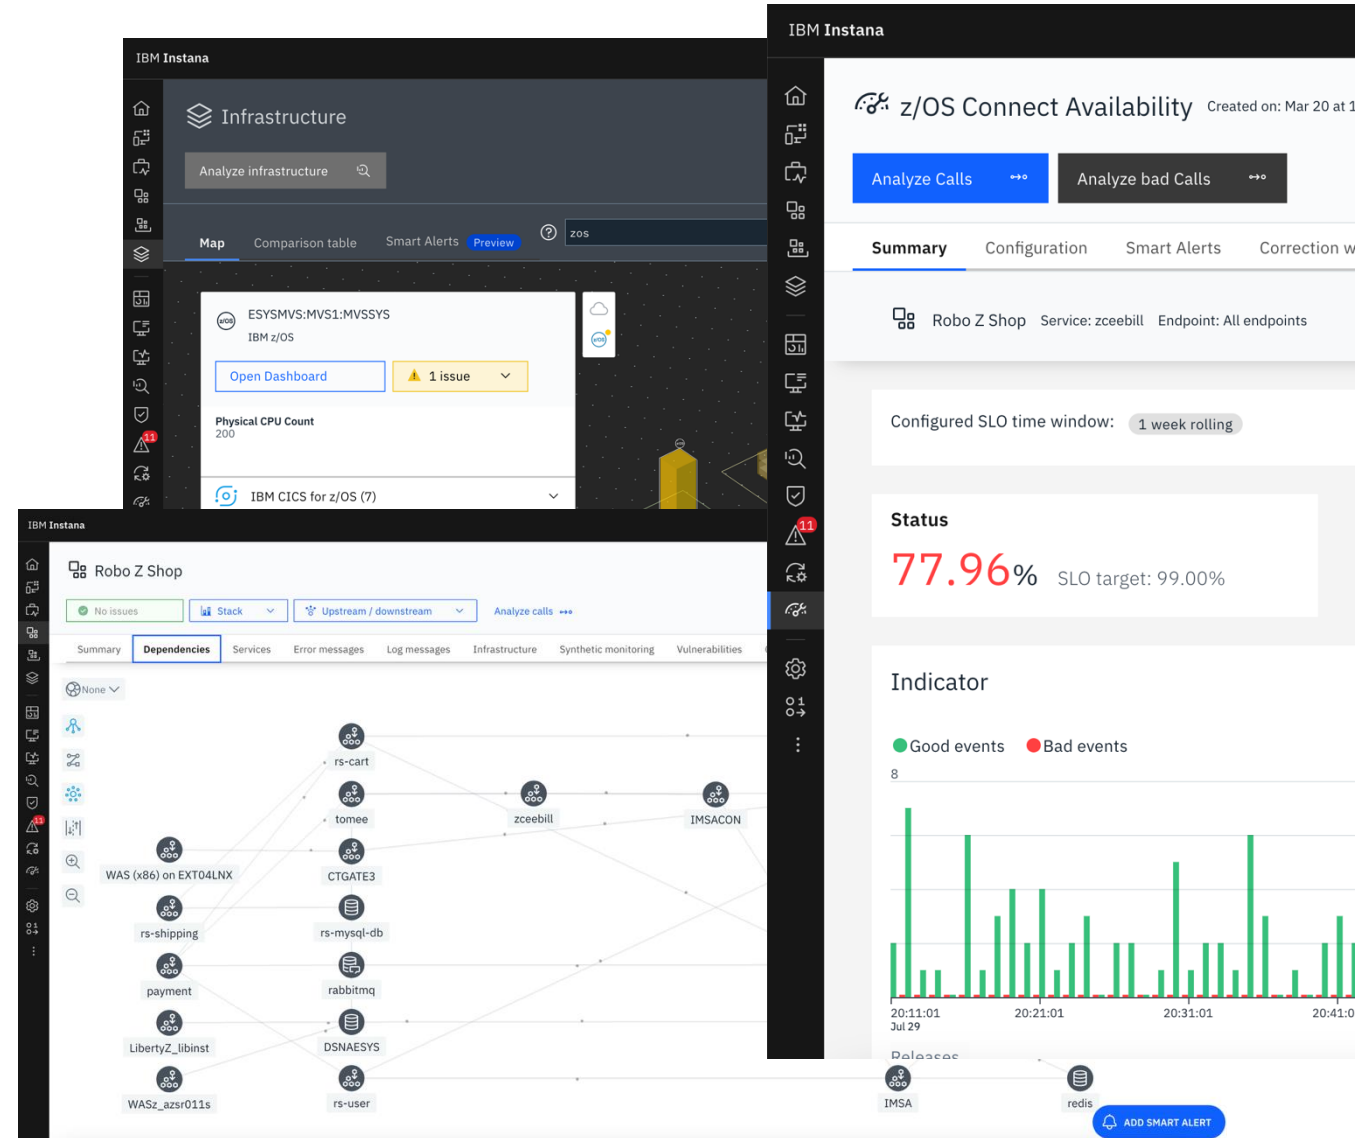 IBM Instana
Infrastructure
Analyze infrastructure
Map
Comparison table
Smart Alerts
Preview
zos
z/OS
ESYSMVS:MVS1:MVSSYS
IBM z/OS
Open Dashboard
1 issue
Physical CPU Count
200
IBM CICS for z/OS (7)
11
IBM Instana
z/OS Connect Availability
Created on: Mar 20 at 1
Analyze Calls
Analyze bad Calls
Summary
Configuration
Smart Alerts
Correction w
Robo Z Shop
Service: zceebill
Endpoint: All endpoints
Configured SLO time window:
1 week rolling
Status
77.96%
SLO target: 99.00%
11
Indicator
Good events
Bad events
8
20:11:01
Jul 29
20:21:01
20:31:01
20:41:0
Releases
IBM Instana
Robo Z Shop
No issues
Stack
Upstream / downstream
Analyze calls
Summary
Dependencies
Services
Error messages
Log messages
Infrastructure
Synthetic monitoring
Vulnerabilities
None
11
rs-cart
tomee
zceebill
IMSACON
WAS (x86) on EXT04LNX
CTGATE3
rs-shipping
rs-mysql-db
payment
rabbitmq
LibertyZ_libinst
DSNAESYS
WASz_azsr011s
rs-user
IMSA
redis
ADD SMART ALERT